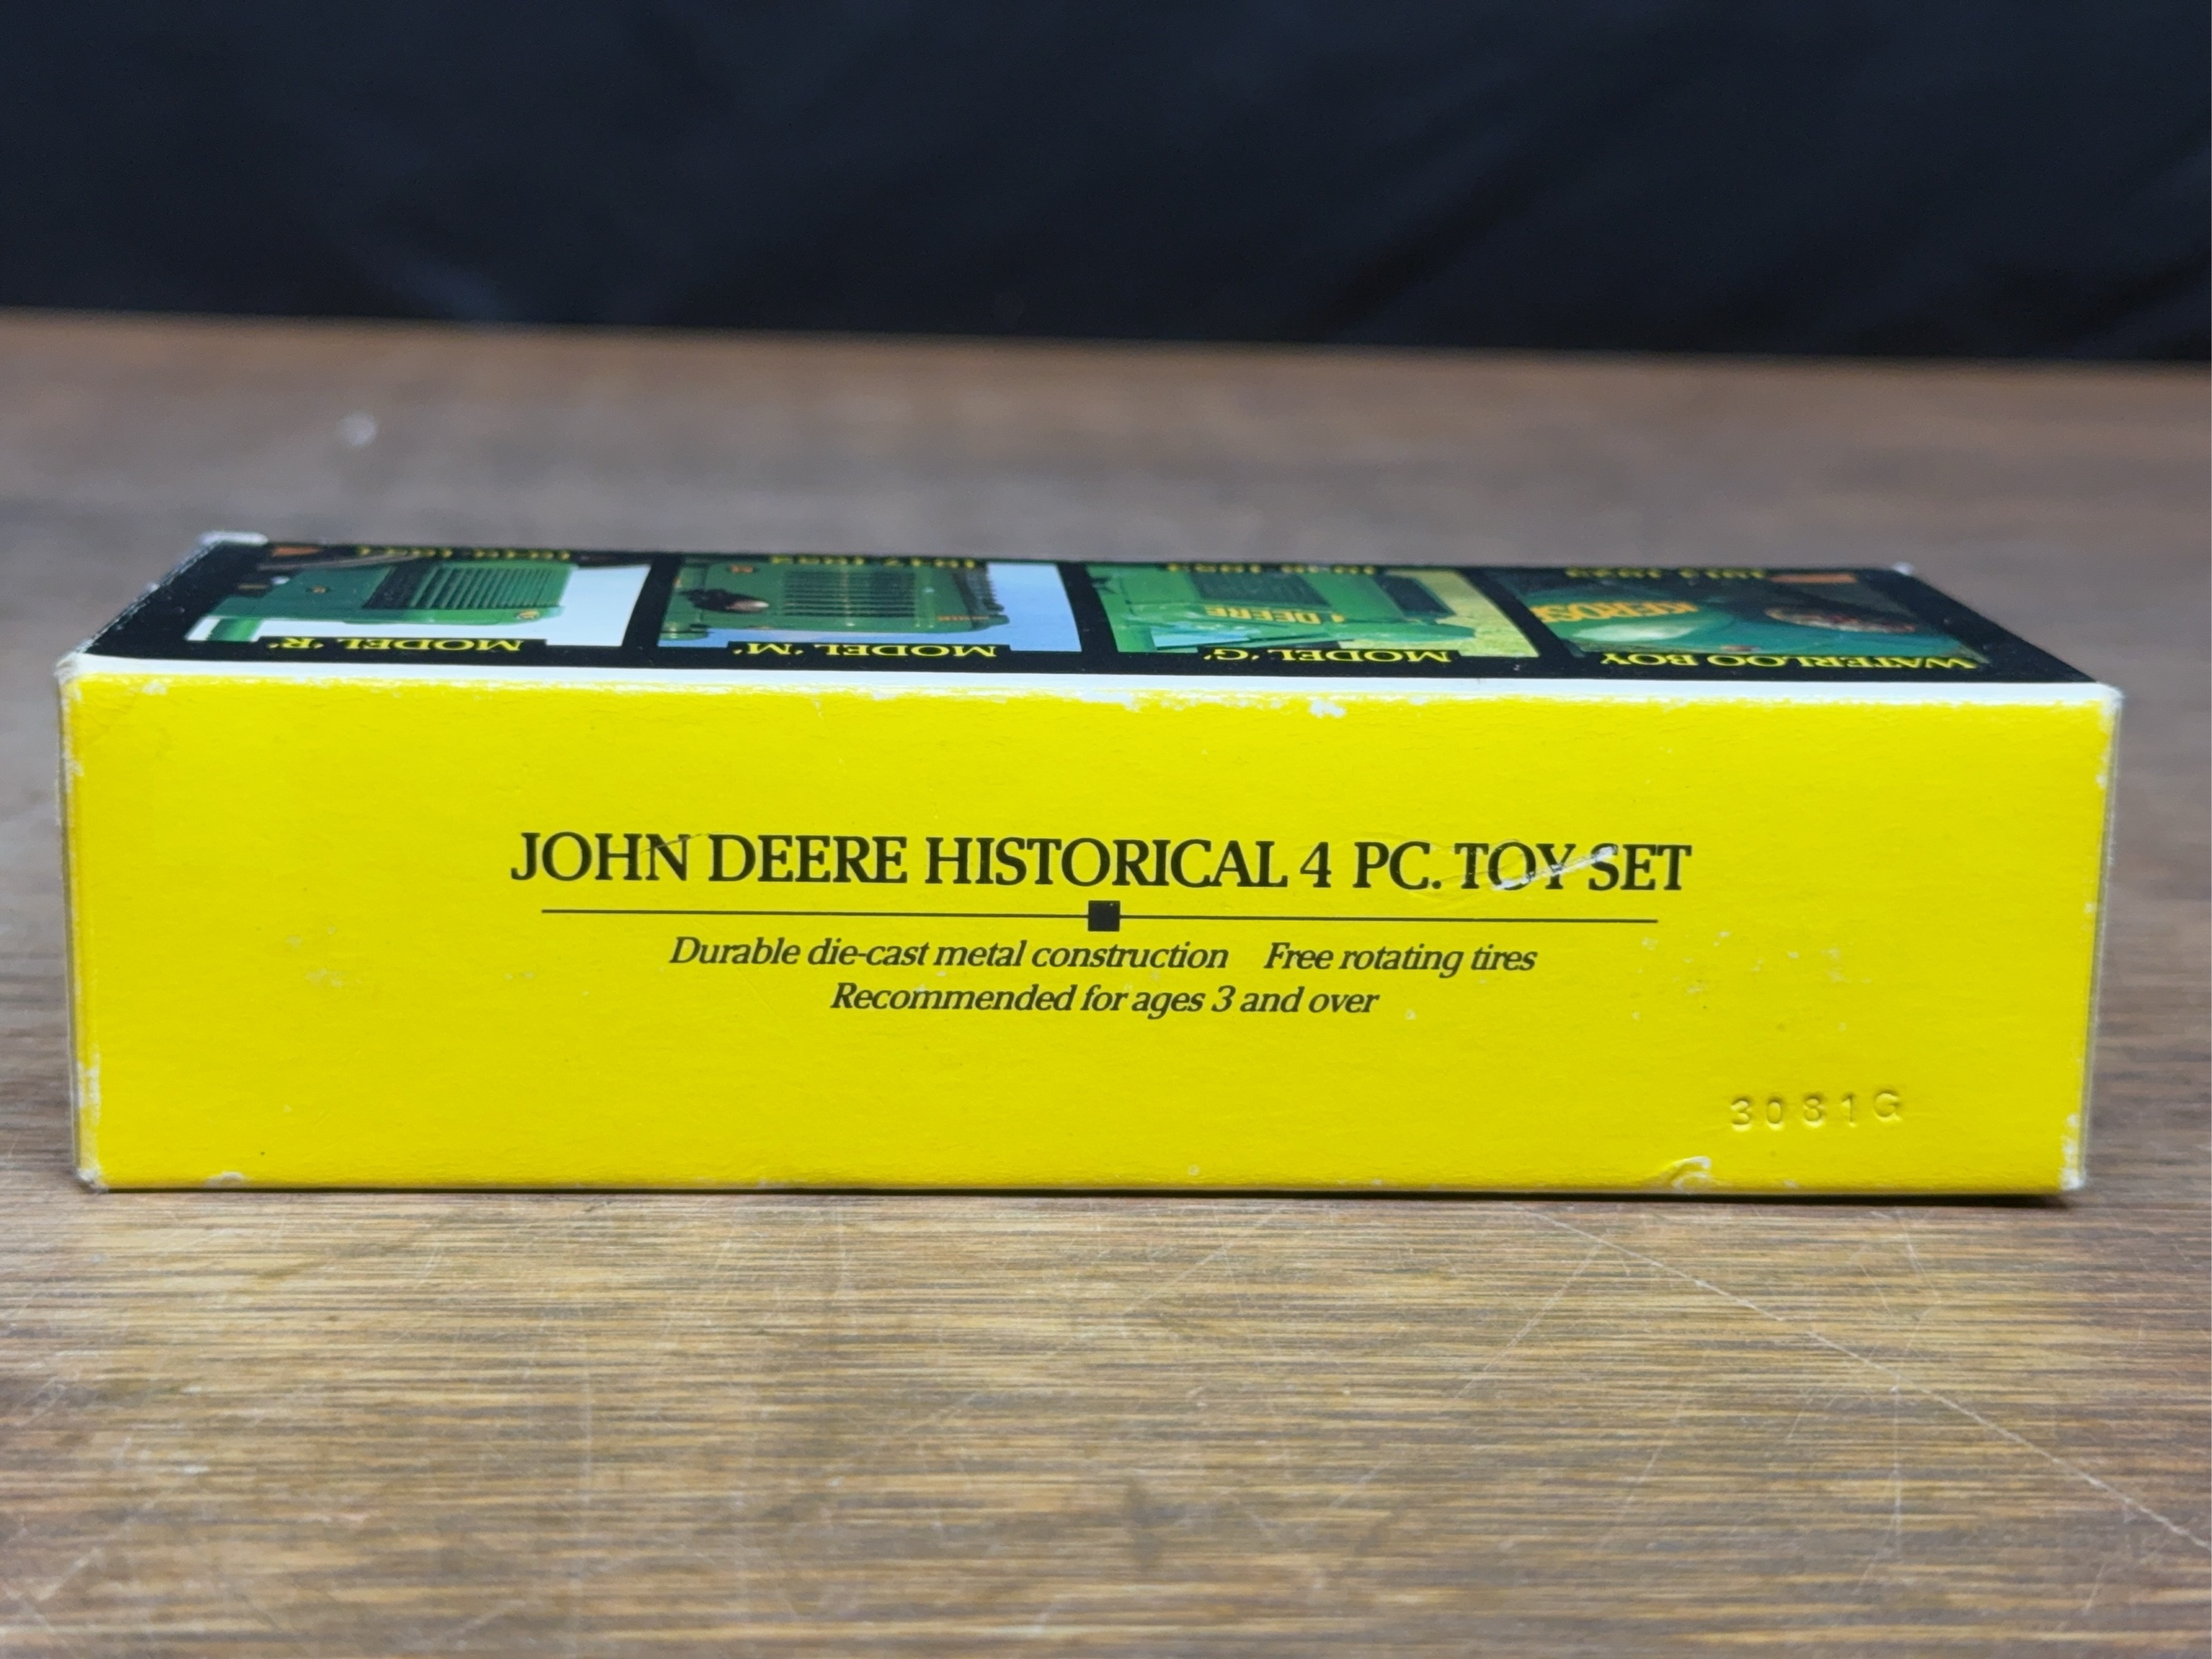 MODEL 'R'
MODEL 'M'
MODEL 'G'
DEERE
WATERLOO BOY
JOHN DEERE HISTORICAL 4 PC. TOY SET
Durable die-cast metal construction Free rotating tires
Recommended for ages 3 and over
3081G